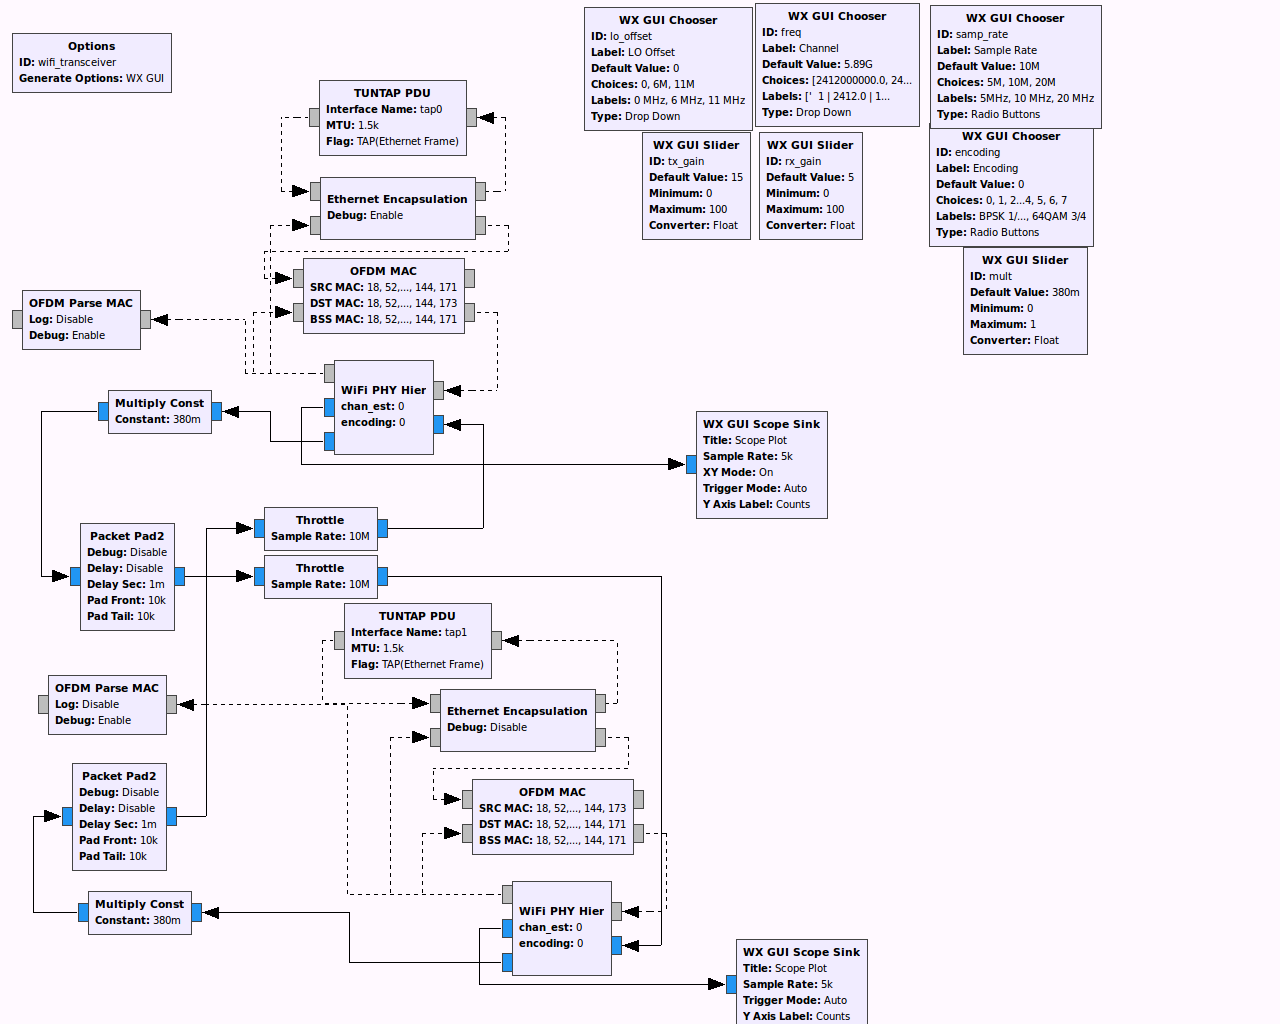 Options
ID: wifi_transceiver
Generate Options: WX GUI
WX GUI Chooser
ID: lo_offset
Label: LO Offset
Default Value: 0
Choices: 0, 6M, 11M
Labels: 0 MHz, 6 MHz, 11 MHz
Type: Drop Down
WX GUI Chooser
ID: freq
Label: Channel
Default Value: 5.89G
Choices: [2412000000.0, 24...
Labels: ['  1 | 2412.0 | 1...
Type: Drop Down
WX GUI Chooser
ID: samp_rate
Label: Sample Rate
Default Value: 10M
Choices: 5M, 10M, 20M
Labels: 5MHz, 10 MHz, 20 MHz
Type: Radio Buttons
WX GUI Chooser
ID: encoding
Label: Encoding
Default Value: 0
Choices: 0, 1, 2...4, 5, 6, 7
Labels: BPSK 1/..., 64QAM 3/4
Type: Radio Buttons
WX GUI Slider
ID: tx_gain
Default Value: 15
Minimum: 0
Maximum: 100
Converter: Float
WX GUI Slider
ID: rx_gain
Default Value: 5
Minimum: 0
Maximum: 100
Converter: Float
WX GUI Slider
ID: mult
Default Value: 380m
Minimum: 0
Maximum: 1
Converter: Float
TUNTAP PDU
Interface Name: tap0
MTU: 1.5k
Flag: TAP(Ethernet Frame)
Ethernet Encapsulation
Debug: Enable
OFDM MAC
SRC MAC: 18, 52,..., 144, 171
DST MAC: 18, 52,..., 144, 173
BSS MAC: 18, 52,..., 144, 171
OFDM Parse MAC
Log: Disable
Debug: Enable
WiFi PHY Hier
chan_est: 0
encoding: 0
Multiply Const
Constant: 380m
WX GUI Scope Sink
Title: Scope Plot
Sample Rate: 5k
XY Mode: On
Trigger Mode: Auto
Y Axis Label: Counts
Throttle
Sample Rate: 10M
Packet Pad2
Debug: Disable
Delay: Disable
Delay Sec: 1m
Pad Front: 10k
Pad Tail: 10k
Throttle
Sample Rate: 10M
TUNTAP PDU
Interface Name: tap1
MTU: 1.5k
Flag: TAP(Ethernet Frame)
OFDM Parse MAC
Log: Disable
Debug: Enable
Ethernet Encapsulation
Debug: Disable
Packet Pad2
Debug: Disable
Delay: Disable
Delay Sec: 1m
Pad Front: 10k
Pad Tail: 10k
OFDM MAC
SRC MAC: 18, 52,..., 144, 173
DST MAC: 18, 52,..., 144, 171
BSS MAC: 18, 52,..., 144, 171
Multiply Const
Constant: 380m
WiFi PHY Hier
chan_est: 0
encoding: 0
WX GUI Scope Sink
Title: Scope Plot
Sample Rate: 5k
Trigger Mode: Auto
Y Axis Label: Counts